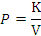 P = K/V